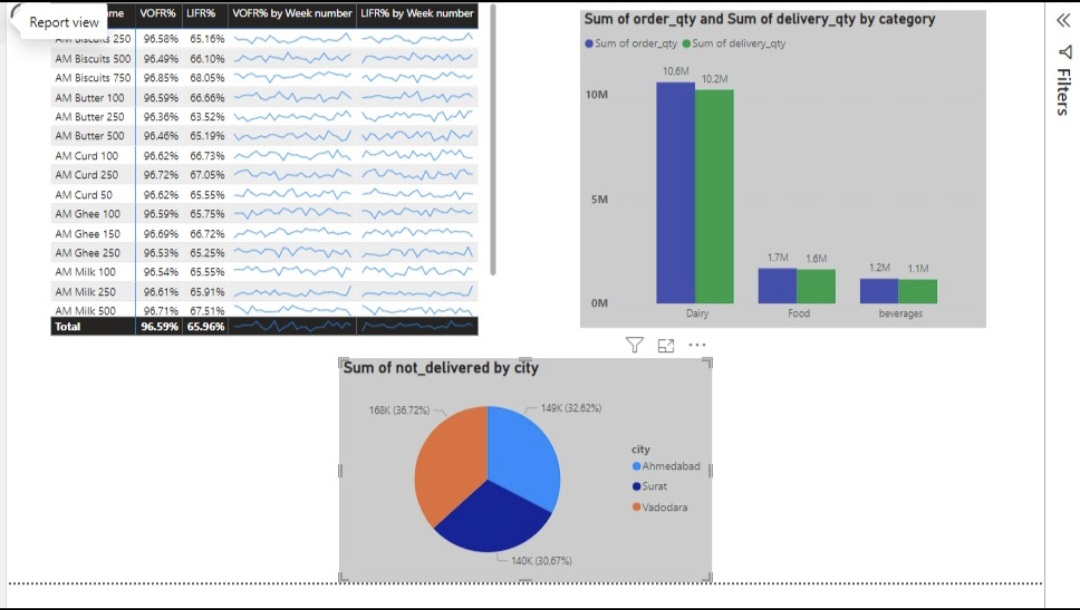 Report view
VOFR% LIFR% VOFR% by Week number LIFR% by Week number
AM Biscuits 250 96.58% 65.16%
AM Biscuits 500 96.49% 66.10%
AM Biscuits 750 96.85% 68.05%
AM Butter 100 96.59% 66.66%
AM Butter 250 96.36% 63.52%
AM Butter 500 96.46% 65.19%
AM Curd 100 96.62% 66.73%
AM Curd 250 96.72% 67.05%
AM Curd 50 96.62% 65.55%
AM Ghee 100 96.59% 65.75%
AM Ghee 150 96.69% 66.72%
AM Ghee 250 96.53% 65.25%
AM Milk 100 96.54% 65.55%
AM Milk 250 96.61% 65.91%
AM Milk 500 96.71% 67.51%
Total 96.59% 65.96%
Sum of order_qty and Sum of delivery_qty by category
Sum of order_qty Sum of delivery_qty
10.6M 10.2M
10M
5M
1.7M 1.6M 1.2M 1.1M
0M
Dairy Food beverages
Filters
Sum of not_delivered by city
168K (36.72%) 149K (32.62%)
140K (30.67%)
city
Ahmedabad
Surat
Vadodara